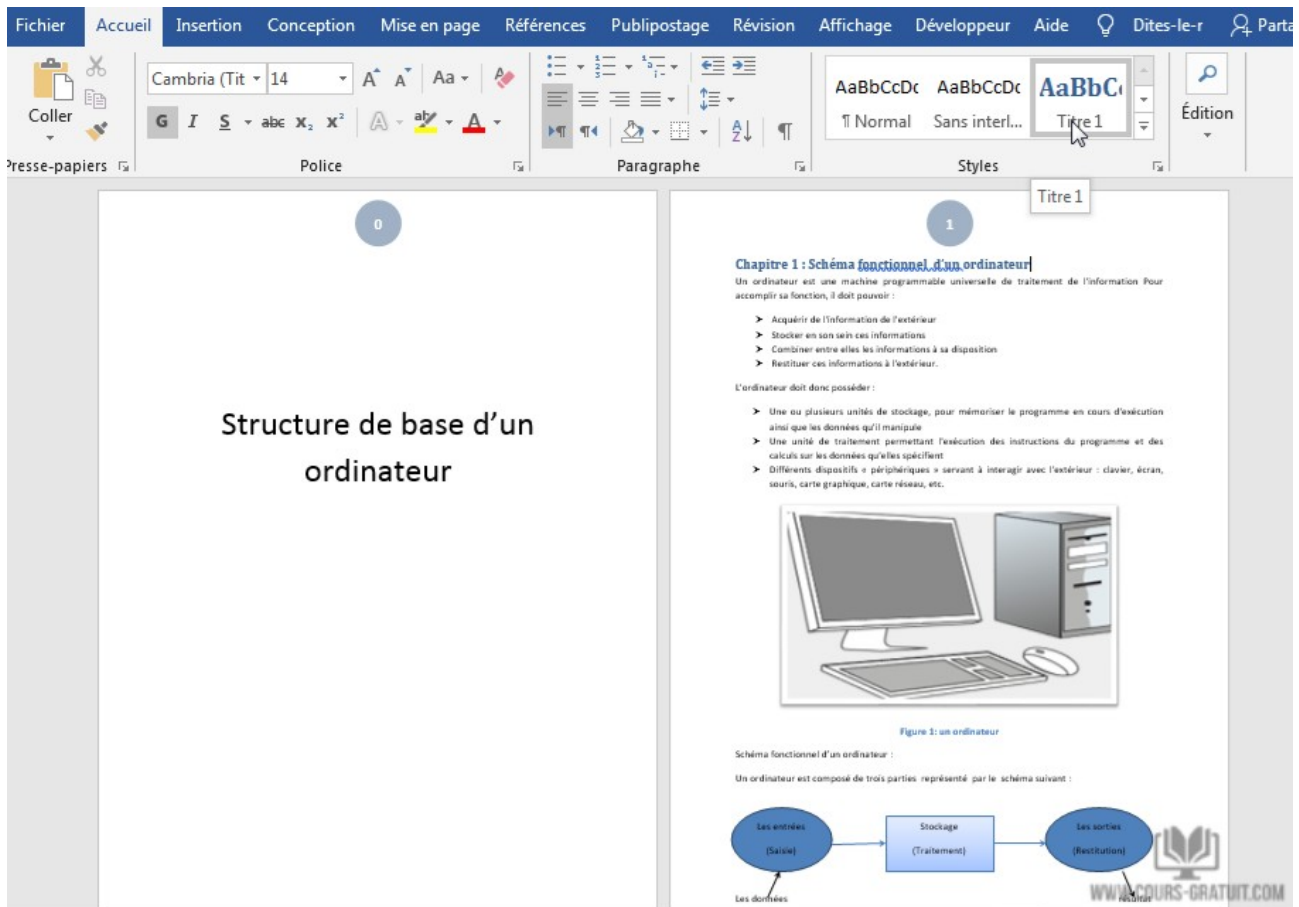 Fichier Accueil Insertion Conception Mise en page Références Publipostage Révision Affichage Développeur Aide Dites-le-r Parta
Coller
Cambria (Tit 14 A A Aa
G I S abc X₂ X² A ab A
AaBbCcDc AaBbCcDc AaBbC
¶ Normal Sans interl... Titre 1
Édition
Presse-papiers Police Paragraphe Styles
Titre 1
0
Structure de base d'un
ordinateur
1
Chapitre 1 : Schéma fonctionnel d'un ordinateur
Un ordinateur est une machine programmable universelle de traitement de l'information Pour
accomplir sa fonction, il doit pouvoir :
➤ Acquérir de l'information de l'extérieur
➤ Stocker en son sein ces informations
➤ Combiner entre elles les informations à sa disposition
➤ Restituer ces informations à l'extérieur.
L'ordinateur doit donc posséder :
➤ Une ou plusieurs unités de stockage, pour mémoriser le programme en cours d'exécution
ainsi que les données qu'il manipule
➤ Une unité de traitement permettant l'exécution des instructions du programme et des
calculs sur les données qu'elles spécifient
➤ Différents dispositifs « périphériques » servant à interagir avec l'extérieur : clavier, écran,
souris, carte graphique, carte réseau, etc.
Figure 1: un ordinateur
Schéma fonctionnel d'un ordinateur :
Un ordinateur est composé de trois parties représenté par le schéma suivant :
Les entrées
(Saisie)
Stockage
(Traitement)
Les sorties
(Restitution)
Les données
résultat
WWW.COURS-GRATUIT.COM